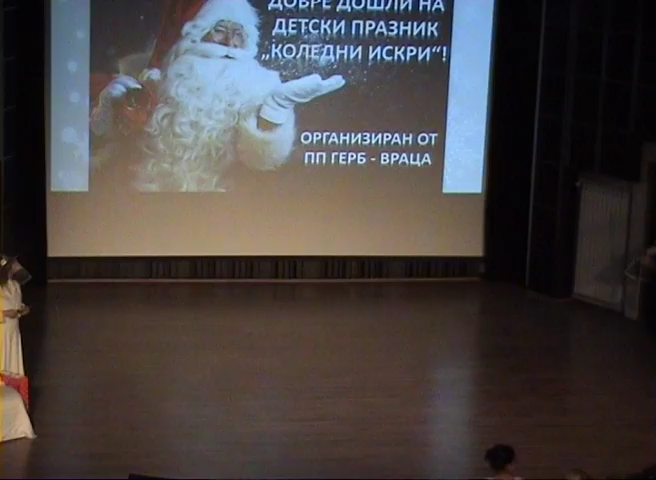 ДОБРЕ ДОШЛИ НА
ДЕТСКИ ПРАЗНИК
„КОЛЕДНИ ИСКРИ“!
ОРГАНИЗИРАН ОТ
ПП ГЕРБ - ВРАЦА